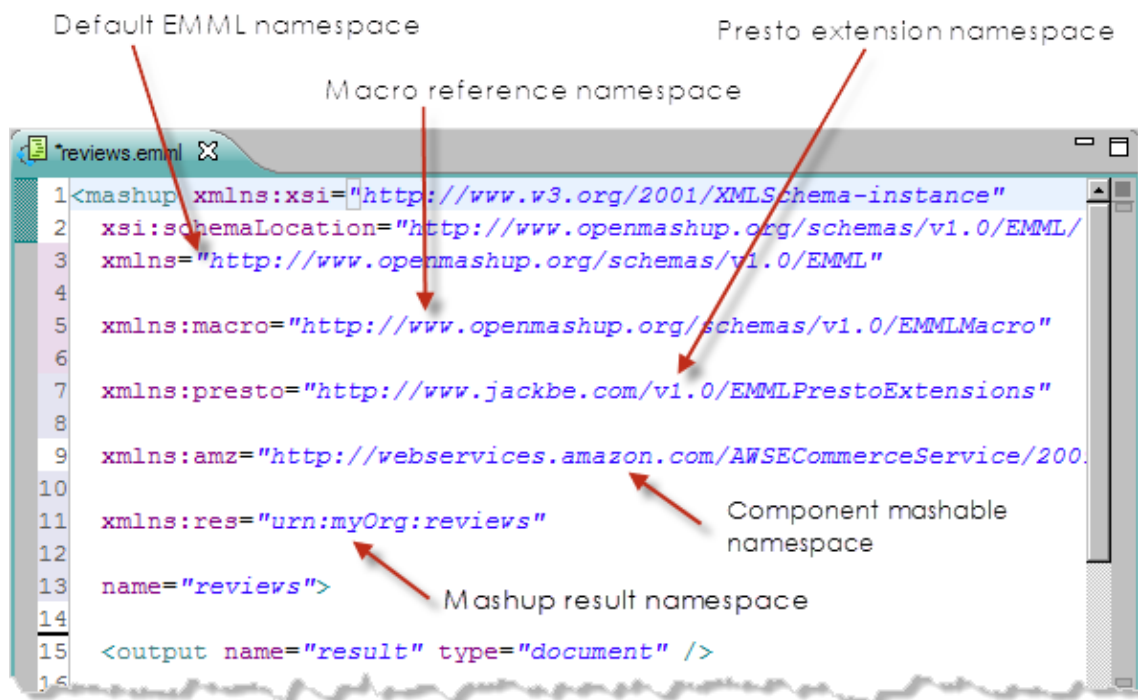 Default EMML namespace
Presto extension namespace
Macro reference namespace
*reviews.emml
1 <mashup xmlns:xsi="http://www.w3.org/2001/XMLSchema-instance"
2 xsi:schemaLocation="http://www.openmashup.org/schemas/v1.0/EMML/
3 xmlns="http://www.openmashup.org/schemas/v1.0/EMML"
4
5 xmlns:macro="http://www.openmashup.org/schemas/v1.0/EMMLMacro"
6
7 xmlns:presto="http://www.jackbe.com/v1.0/EMMLPrestoExtensions"
8
9 xmlns:amz="http://webservices.amazon.com/AWSECommerceService/200
10
Component mashable
namespace
11 xmlns:res="urn:myOrg:reviews"
12
13 name="reviews">
Mashup result namespace
14
15 <output name="result" type="document" />
16